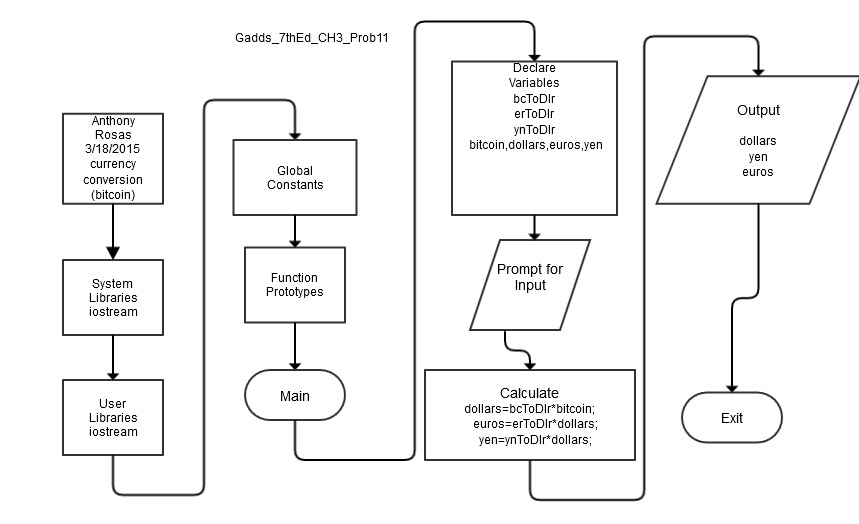 Gadds_7thEd_CH3_Prob11
Anthony
Rosas
3/18/2015
currency
conversion
(bitcoin)
System
Libraries
iostream
User
Libraries
iostream
Global
Constants
Function
Prototypes
Main
Declare
Variables
bcToDlr
erToDlr
ynToDlr
bitcoin,dollars,euros,yen
Prompt for
Input
Calculate
dollars=bcToDlr*bitcoin;
euros=erToDlr*dollars;
yen=ynToDlr*dollars;
Output
dollars
yen
euros
Exit